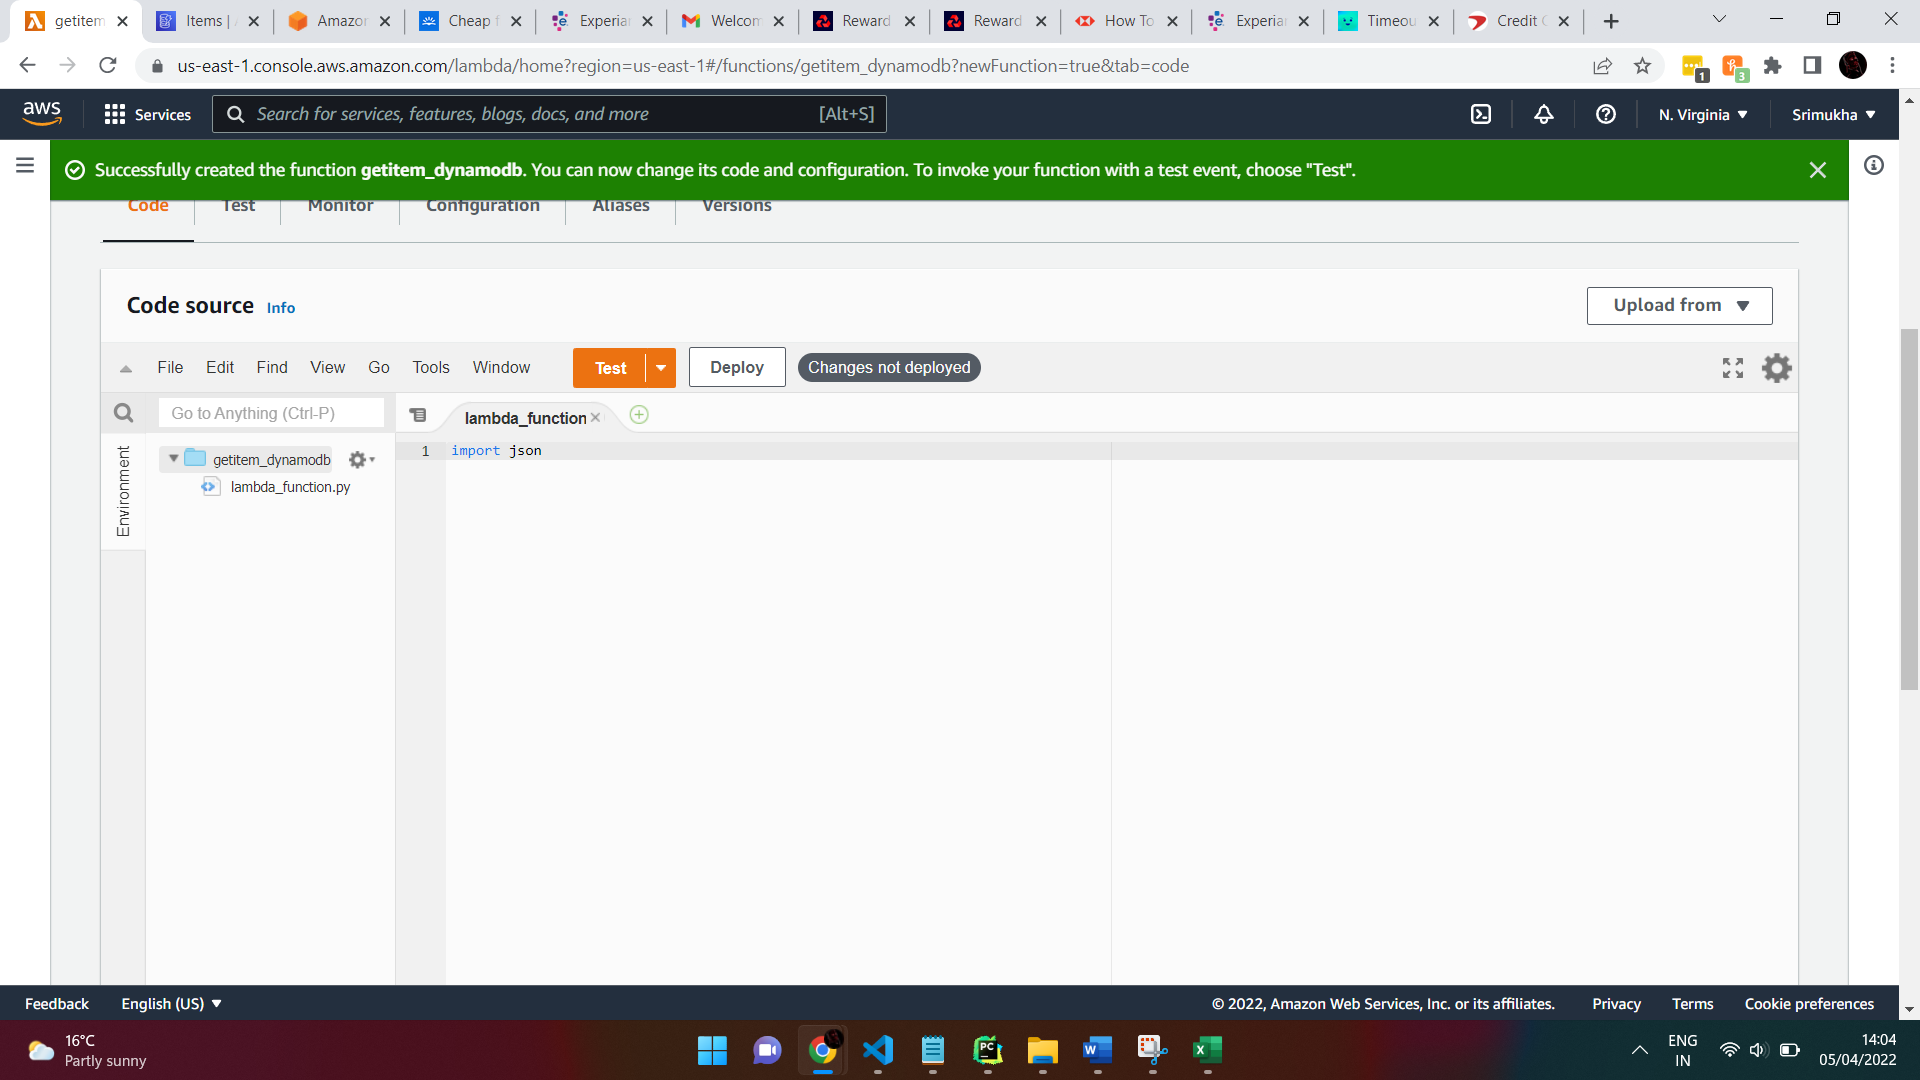 getitem
Items |
Amazon
Cheap f
Experian
Welcom
Reward
Reward
How To
Experian
Timeou
Credit C
us-east-1.console.aws.amazon.com/lambda/home?region=us-east-1#/functions/getitem_dynamodb?newFunction=true&tab=code
1
3
aws
Services
Search for services, features, blogs, docs, and more
[Alt+S]
N. Virginia
Srimukha
Successfully created the function getitem_dynamodb. You can now change its code and configuration. To invoke your function with a test event, choose "Test".
Code
Test
Monitor
Configuration
Aliases
Versions
Code source Info
Upload from
File
Edit
Find
View
Go
Tools
Window
Test
Deploy
Changes not deployed
Go to Anything (Ctrl-P)
lambda_function
Environment
getitem_dynamodb
lambda_function.py
1
import json
Feedback
English (US)
© 2022, Amazon Web Services, Inc. or its affiliates.
Privacy
Terms
Cookie preferences
16°C
Partly sunny
ENG
IN
14:04
05/04/2022